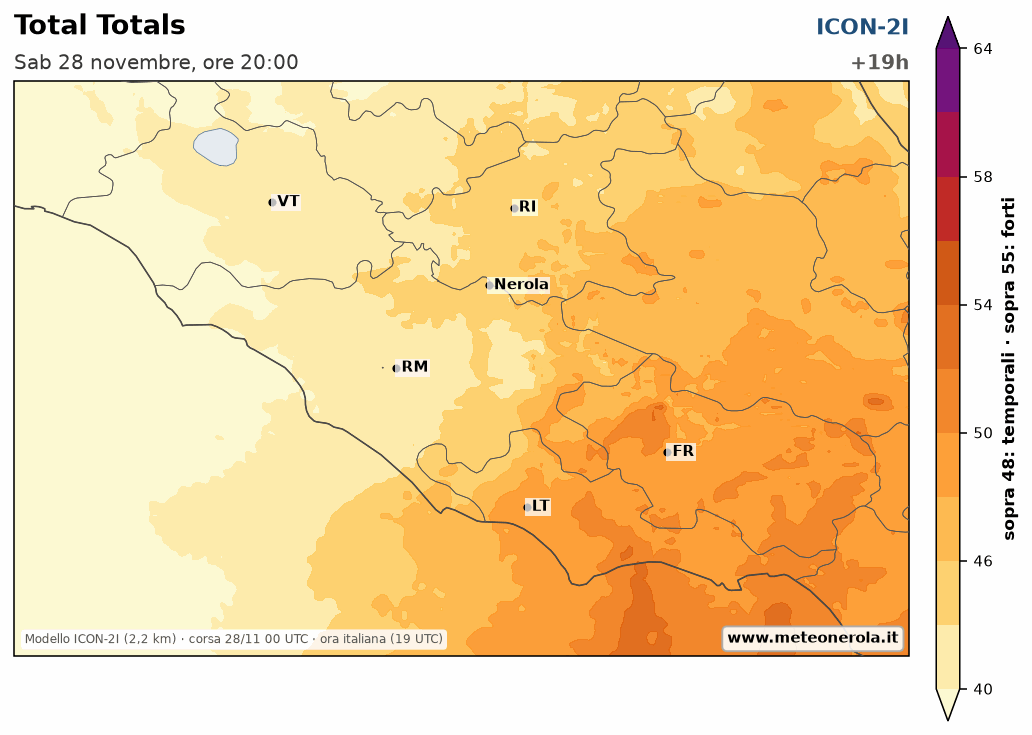 Total Totals
ICON-2I
Sab 28 novembre, ore 20:00
+19h
VT
RI
Nerola
RM
FR
LT
64
58
54
50
46
40
sopra 48: temporali · sopra 55: forti
Modello ICON-2I (2,2 km) · corsa 28/11 00 UTC · ora italiana (19 UTC)
www.meteonerola.it